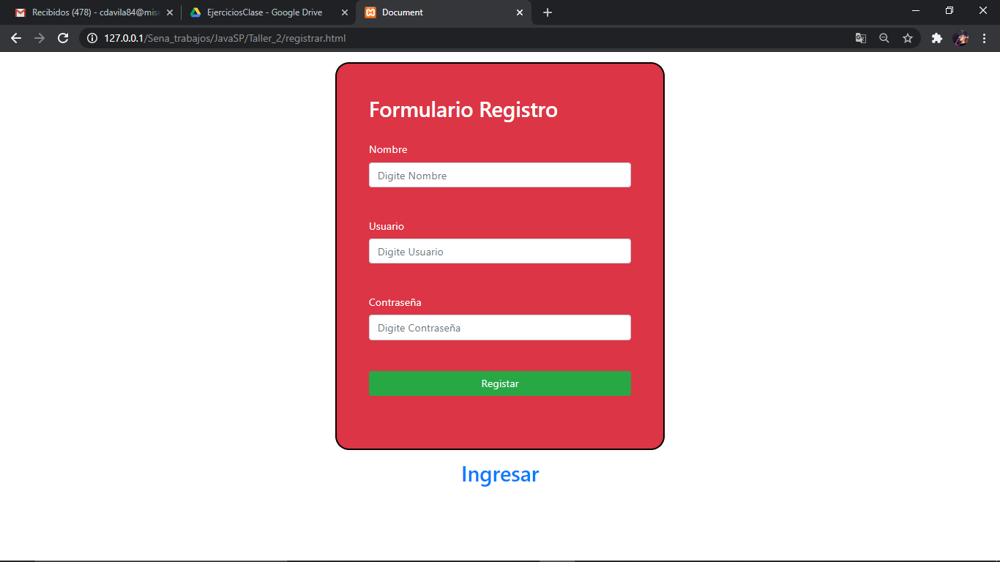 Recibidos (478) - cdavila84@mis
EjerciciosClase - Google Drive
Document
127.0.0.1/Sena_trabajos/JavaSP/Taller_2/registrar.html
Formulario Registro
Nombre
Digite Nombre
Usuario
Digite Usuario
Contraseña
Digite Contraseña
Registar
Ingresar